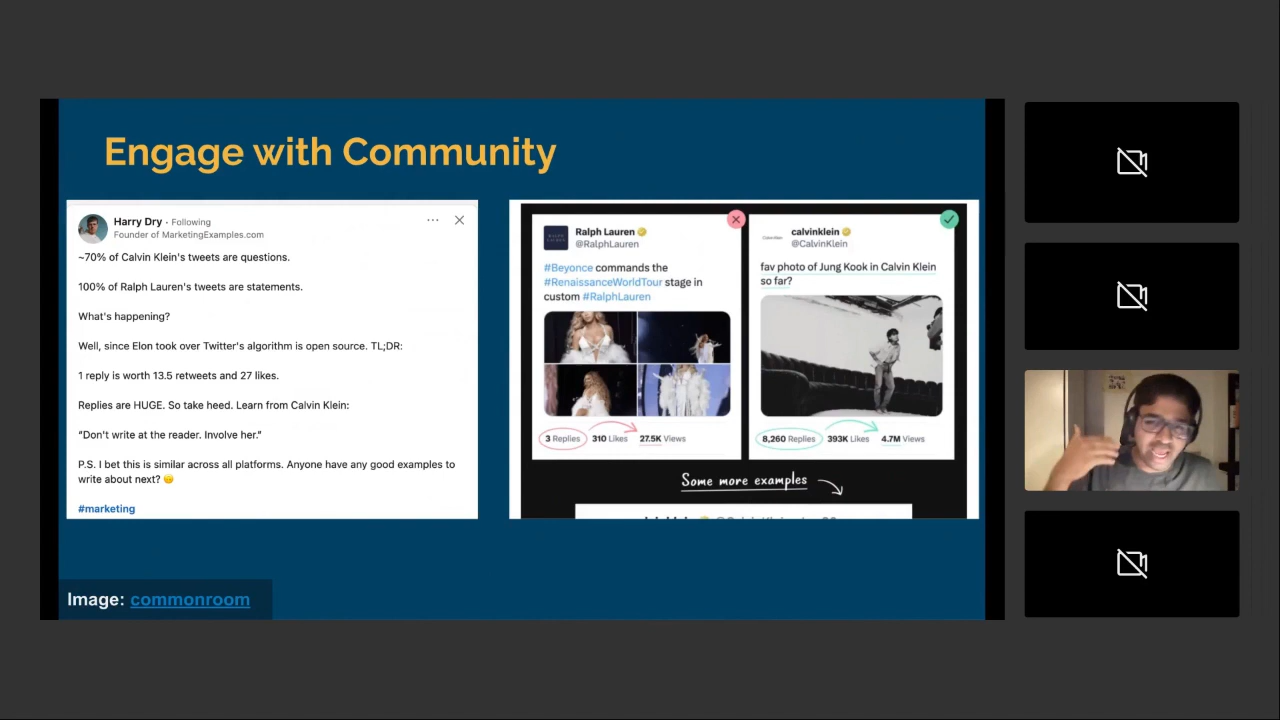 Engage with Community
Harry Dry · Following
Founder of MarketingExamples.com
~70% of Calvin Klein's tweets are questions.
100% of Ralph Lauren's tweets are statements.
What's happening?
Well, since Elon took over Twitter's algorithm is open source. TL;DR:
1 reply is worth 13.5 retweets and 27 likes.
Replies are HUGE. So take heed. Learn from Calvin Klein:
“Don't write at the reader. Involve her.”
P.S. I bet this is similar across all platforms. Anyone have any good examples to
write about next?
#marketing
Ralph Lauren
@RalphLauren
#Beyonce commands the
#RenaissanceWorldTour stage in
custom #RalphLauren
3 Replies 310 Likes 27.5K Views
calvinklein
@CalvinKlein
fav photo of Jung Kook in Calvin Klein
so far?
8,260 Replies 393K Likes 4.7M Views
Some more examples
Image: commonroom